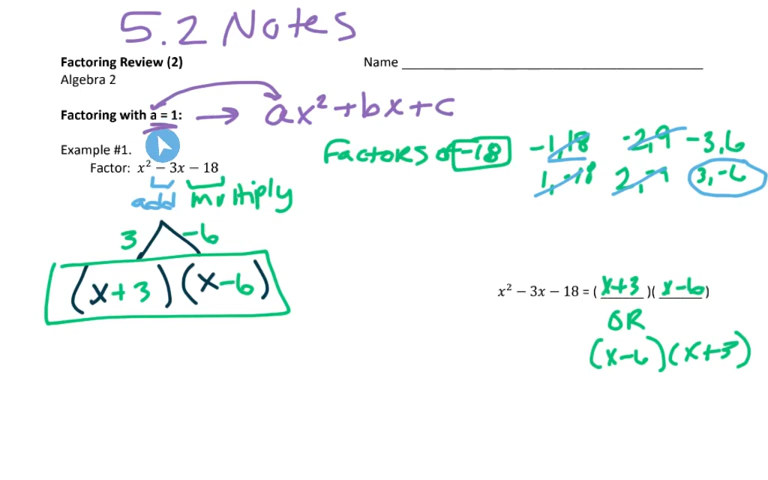 5.2 Notes
Factoring Review (2)
Name
Algebra 2
Factoring with a = 1: → ax² + bx + c
Example #1.
Factor: x² − 3x − 18
add multiply
3 -6
(x+3)(x-6)
Factors of -18
-1,18 -2,9 -3,6
1,-18 2,-9 3,-6
x² − 3x − 18 = (x+3)(x-6)
OR
(x-6)(x+3)